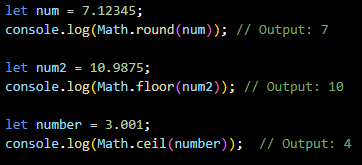 let num = 7.12345;
console.log(Math.round(num)); // Output: 7
let num2 = 10.9875;
console.log(Math.floor(num2)); // Output: 10
let number = 3.001;
console.log(Math.ceil(number));  // Output: 4